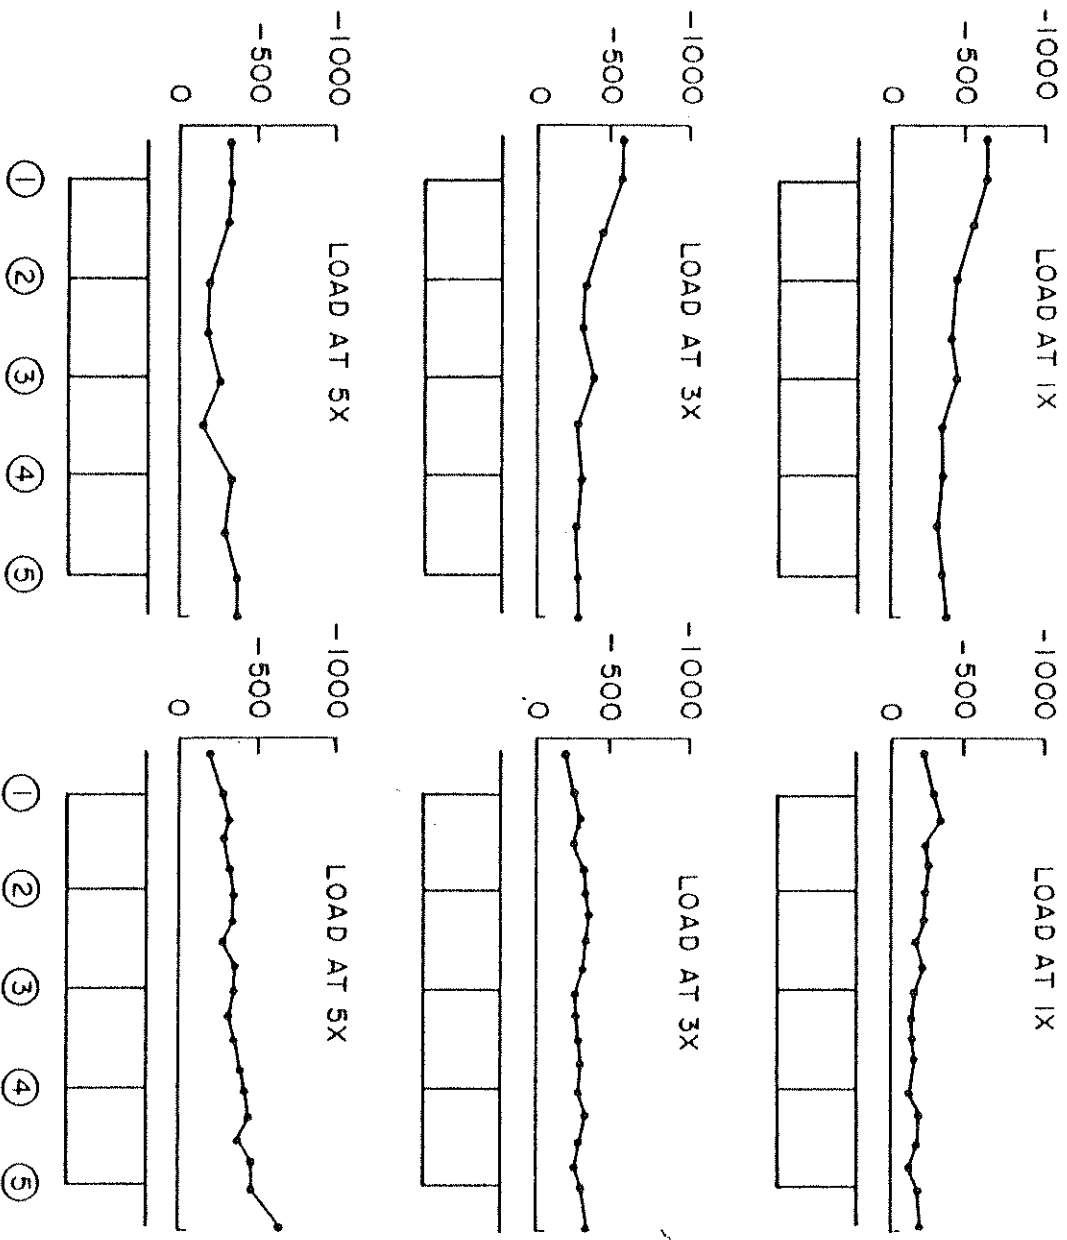 -1000
-500
0
LOAD AT 1X
-1000
-500
0
LOAD AT 1X
-1000
-500
0
LOAD AT 3X
-1000
-500
0
LOAD AT 3X
-1000
-500
0
LOAD AT 5X
① ② ③ ④ ⑤
-1000
-500
0
LOAD AT 5X
① ② ③ ④ ⑤